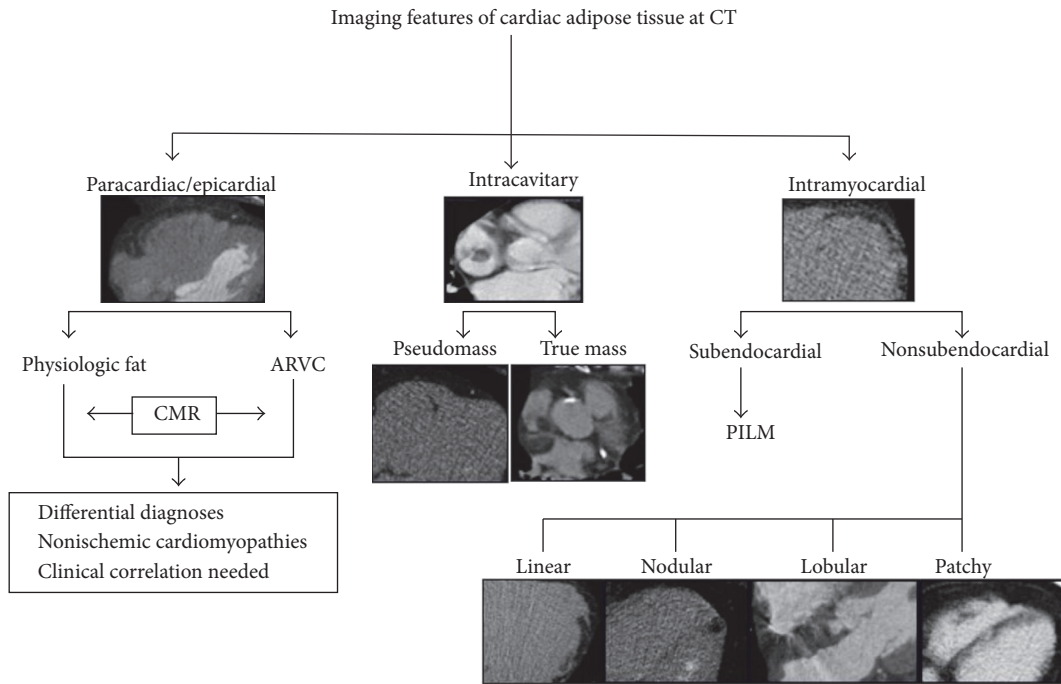 Imaging features of cardiac adipose tissue at CT
Paracardiac/epicardial
Intracavitary
Intramyocardial
Physiologic fat
ARVC
CMR
Differential diagnoses
Nonischemic cardiomyopathies
Clinical correlation needed
Pseudomass
True mass
Subendocardial
Nonsubendocardial
PILM
Linear
Nodular
Lobular
Patchy